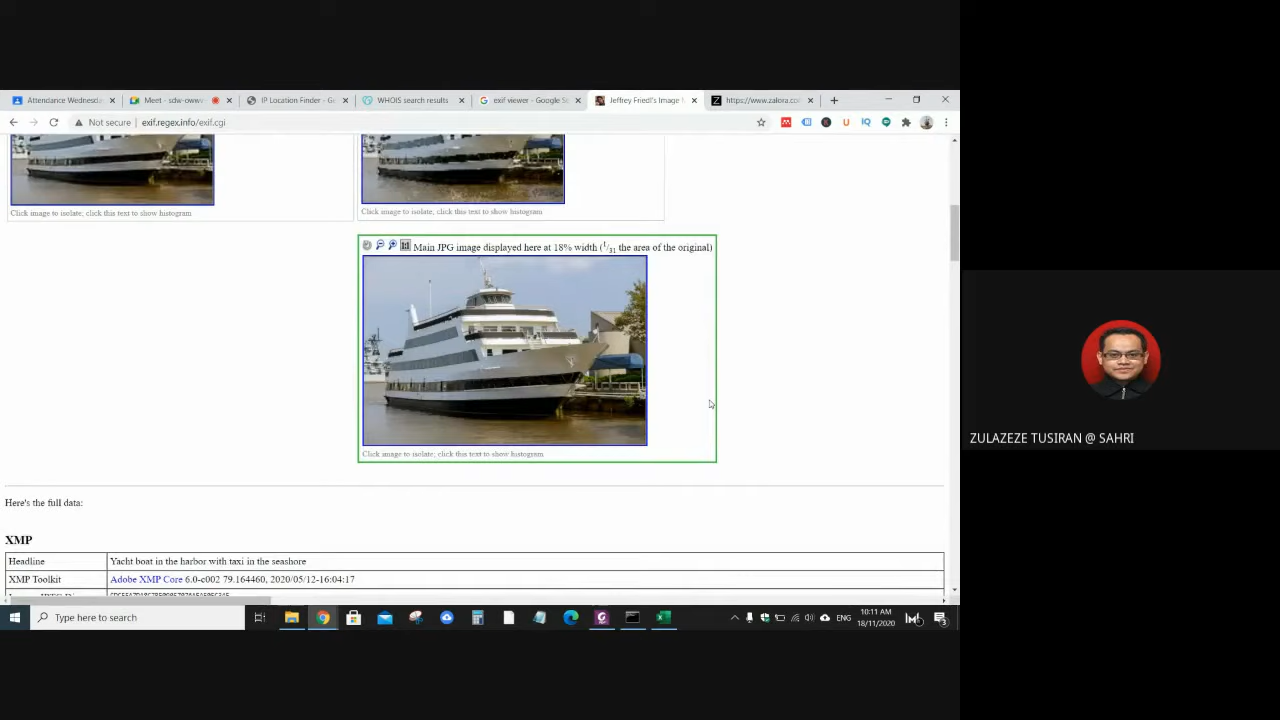 Attendance Wednesda
Meet - sdw-oww
IP Location Finder - G
WHOIS search results
exif viewer - Google Se
Jeffrey Friedl's Image
https://www.zalora.co
Not secure | exif.regex.info/exif.cgi
Click image to isolate; click this text to show histogram
Click image to isolate; click this text to show histogram
Main JPG image displayed here at 18% width (1/31 the area of the original)
Click image to isolate; click this text to show histogram
Here's the full data:
XMP
Headline Yacht boat in the harbor with taxi in the seashore
XMP Toolkit Adobe XMP Core 6.0-c002 79.164460, 2020/05/12-16:04:17
ZULAZEZE TUSIRAN @ SAHRI
Type here to search
ENG
10:11 AM
18/11/2020